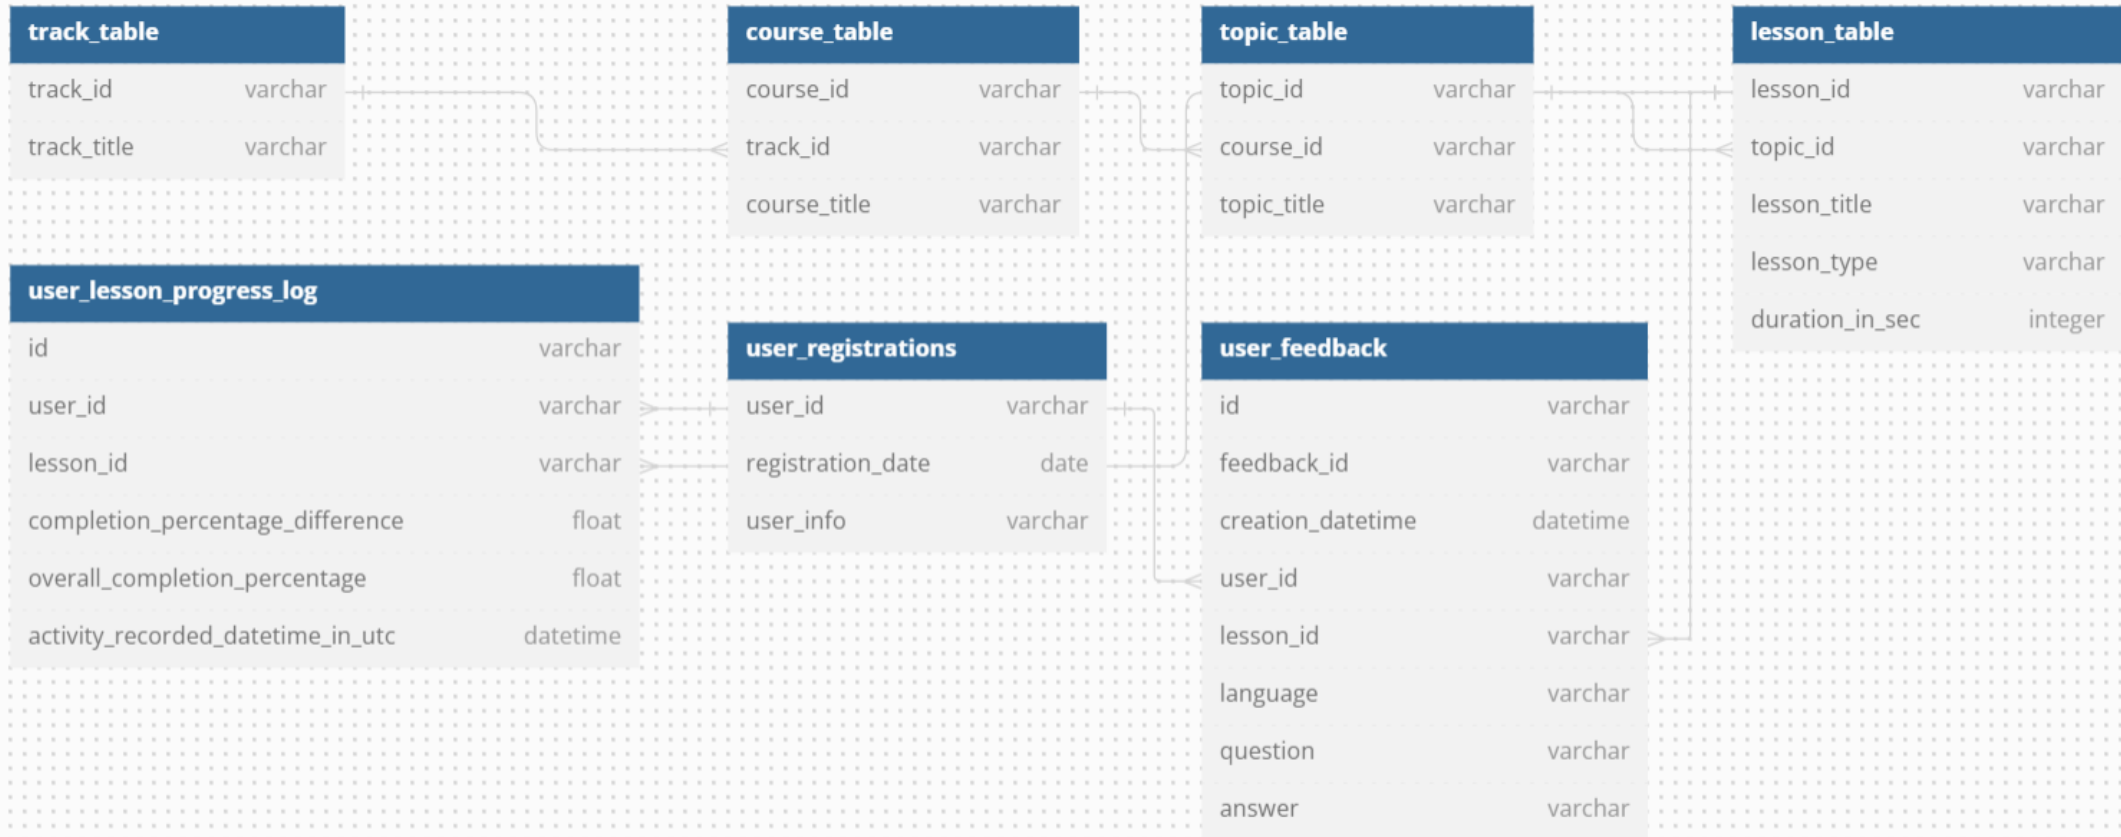 track_table
track_id varchar
track_title varchar
course_table
course_id varchar
track_id varchar
course_title varchar
topic_table
topic_id varchar
course_id varchar
topic_title varchar
lesson_table
lesson_id varchar
topic_id varchar
lesson_title varchar
lesson_type varchar
duration_in_sec integer
user_lesson_progress_log
id varchar
user_id varchar
lesson_id varchar
completion_percentage_difference float
overall_completion_percentage float
activity_recorded_datetime_in_utc datetime
user_registrations
user_id varchar
registration_date date
user_info varchar
user_feedback
id varchar
feedback_id varchar
creation_datetime datetime
user_id varchar
lesson_id varchar
language varchar
question varchar
answer varchar